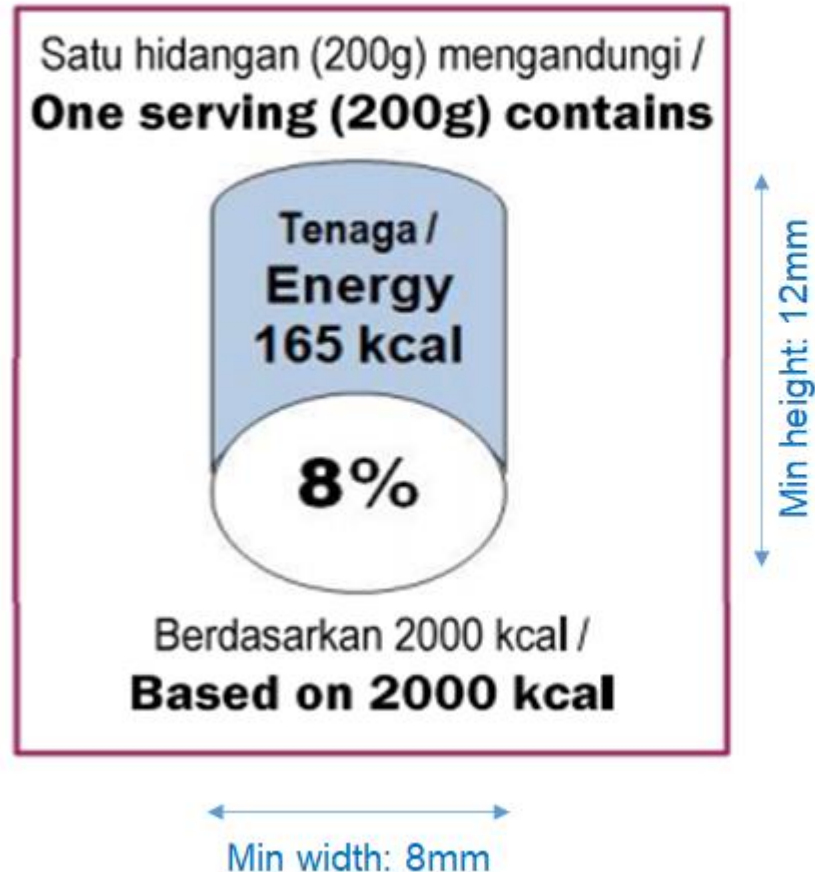 Satu hidangan (200g) mengandungi /
One serving (200g) contains
Tenaga /
Energy
165 kcal
8%
Berdasarkan 2000 kcal /
Based on 2000 kcal
Min height: 12mm
Min width: 8mm